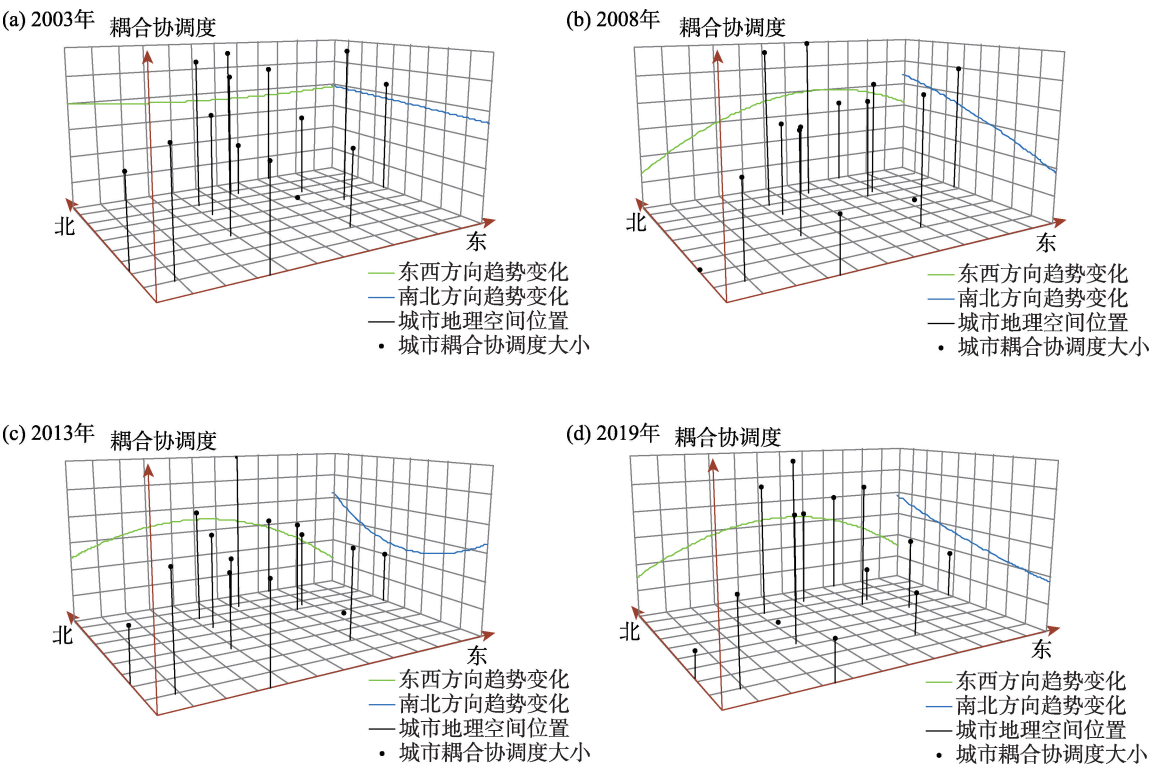 (a) 2003年
耦合协调度
北
东
东西方向趋势变化
南北方向趋势变化
城市地理空间位置
城市耦合协调度大小
(b) 2008年
耦合协调度
北
东
东西方向趋势变化
南北方向趋势变化
城市地理空间位置
城市耦合协调度大小
(c) 2013年
耦合协调度
北
东
东西方向趋势变化
南北方向趋势变化
城市地理空间位置
城市耦合协调度大小
(d) 2019年
耦合协调度
北
东
东西方向趋势变化
南北方向趋势变化
城市地理空间位置
城市耦合协调度大小